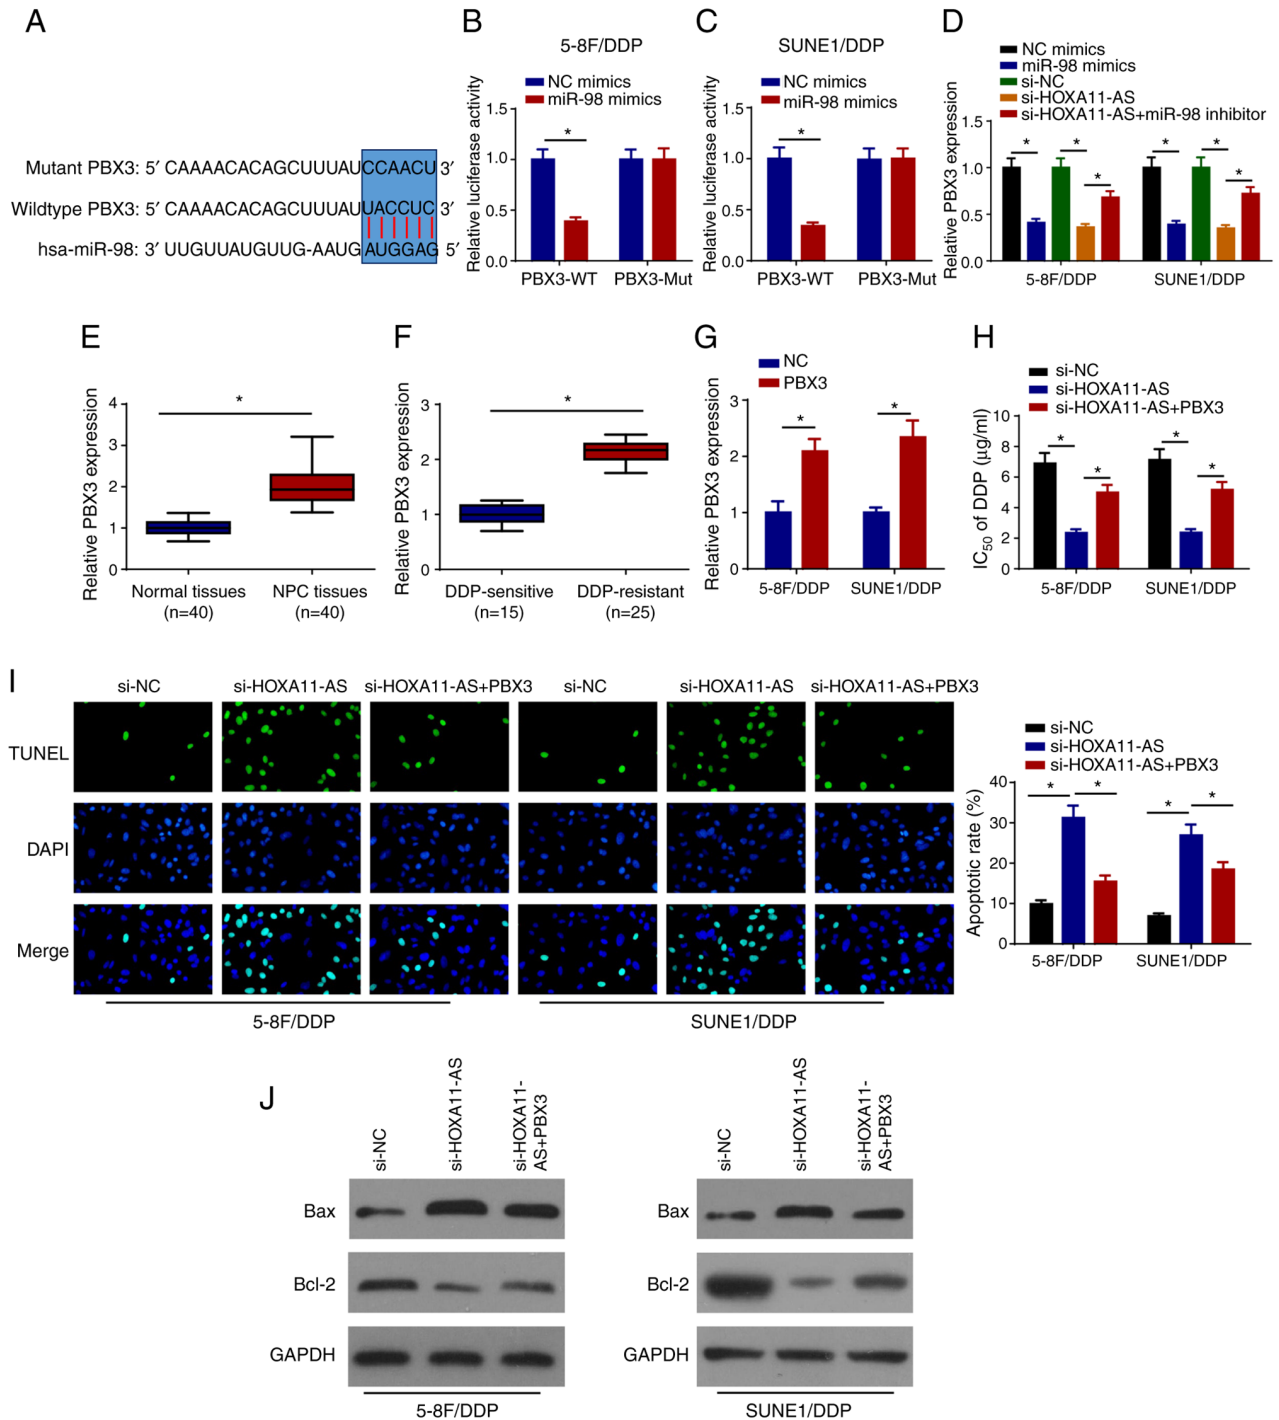 A
Mutant PBX3: 5′ CAAAACACAGCUUUAUCCAACU 3′
Wildtype PBX3: 5′ CAAAACACAGCUUUAUUACCUC 3′
hsa-miR-98: 3′ UUGUUAUGUUG-AAUGAUGGAG 5′
B
5-8F/DDP
NC mimics
miR-98 mimics
Relative luciferase activity
1.5
1.0
0.5
0.0
*
PBX3-WT PBX3-Mut
C
SUNE1/DDP
NC mimics
miR-98 mimics
Relative luciferase activity
1.5
1.0
0.5
0.0
*
PBX3-WT PBX3-Mut
D
NC mimics
miR-98 mimics
si-NC
si-HOXA11-AS
si-HOXA11-AS+miR-98 inhibitor
Relative PBX3 expression
1.5
1.0
0.5
0.0
* * * * * *
5-8F/DDP SUNE1/DDP
E
Relative PBX3 expression
4
3
2
1
0
*
Normal tissues NPC tissues
(n=40) (n=40)
F
Relative PBX3 expression
3
2
1
0
*
DDP-sensitive DDP-resistant
(n=15) (n=25)
G
NC
PBX3
Relative PBX3 expression
3
2
1
0
* *
5-8F/DDP SUNE1/DDP
H
si-NC
si-HOXA11-AS
si-HOXA11-AS+PBX3
IC50 of DDP (µg/ml)
10
8
6
4
2
0
* * * *
5-8F/DDP SUNE1/DDP
I
si-NC si-HOXA11-AS si-HOXA11-AS+PBX3 si-NC si-HOXA11-AS si-HOXA11-AS+PBX3
TUNEL
DAPI
Merge
5-8F/DDP SUNE1/DDP
si-NC
si-HOXA11-AS
si-HOXA11-AS+PBX3
Apoptotic rate (%)
40
30
20
10
0
* * * *
5-8F/DDP SUNE1/DDP
J
si-NC
si-HOXA11-AS
si-HOXA11-
AS+PBX3
Bax
Bcl-2
GAPDH
5-8F/DDP
si-NC
si-HOXA11-AS
si-HOXA11-
AS+PBX3
Bax
Bcl-2
GAPDH
SUNE1/DDP